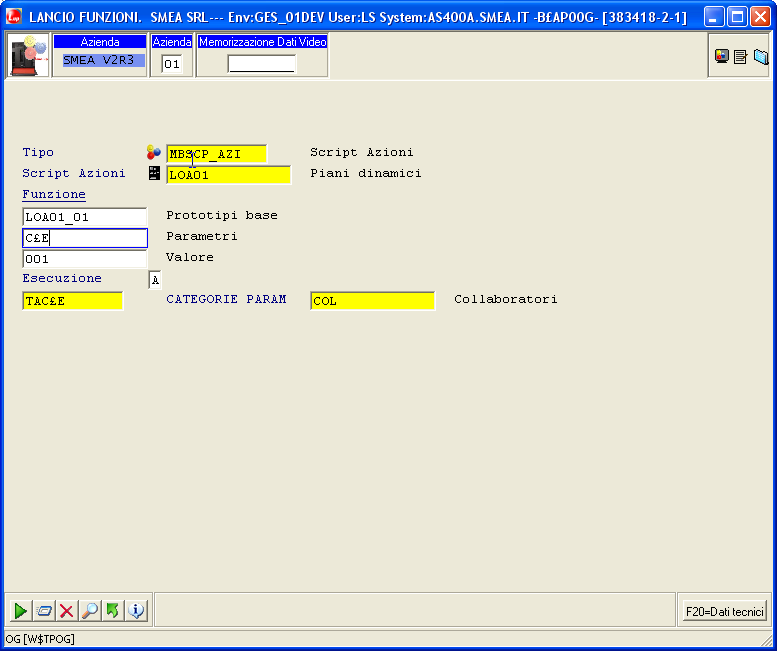 LANCIO FUNZIONI. SMEA SRL--- Env:GES_01DEV User:LS System:AS400A.SMEA.IT -B£AP00G- [383418-2-1]
Azienda Azienda Memorizzazione Dati Video
SMEA V2R3 01
Tipo MBSCP_AZI Script Azioni
Script Azioni LOA01 Piani dinamici
Funzione
LOA01_01 Prototipi base
C£E Parametri
001 Valore
Esecuzione A
TAC£E CATEGORIE PARAM COL Collaboratori
F20=Dati tecnici
OG [W$TPOG]